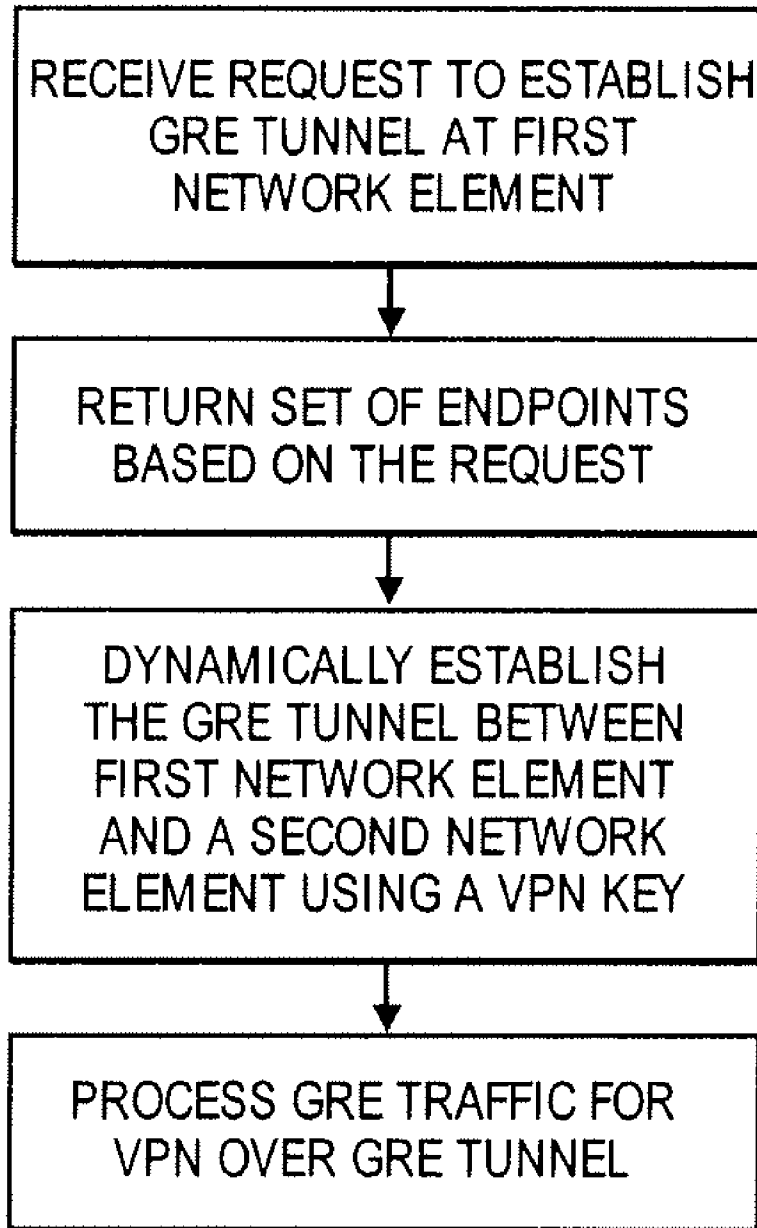 RECEIVE REQUEST TO ESTABLISH
GRE TUNNEL AT FIRST
NETWORK ELEMENT
RETURN SET OF ENDPOINTS
BASED ON THE REQUEST
DYNAMICALLY ESTABLISH
THE GRE TUNNEL BETWEEN
FIRST NETWORK ELEMENT
AND A SECOND NETWORK
ELEMENT USING A VPN KEY
PROCESS GRE TRAFFIC FOR
VPN OVER GRE TUNNEL